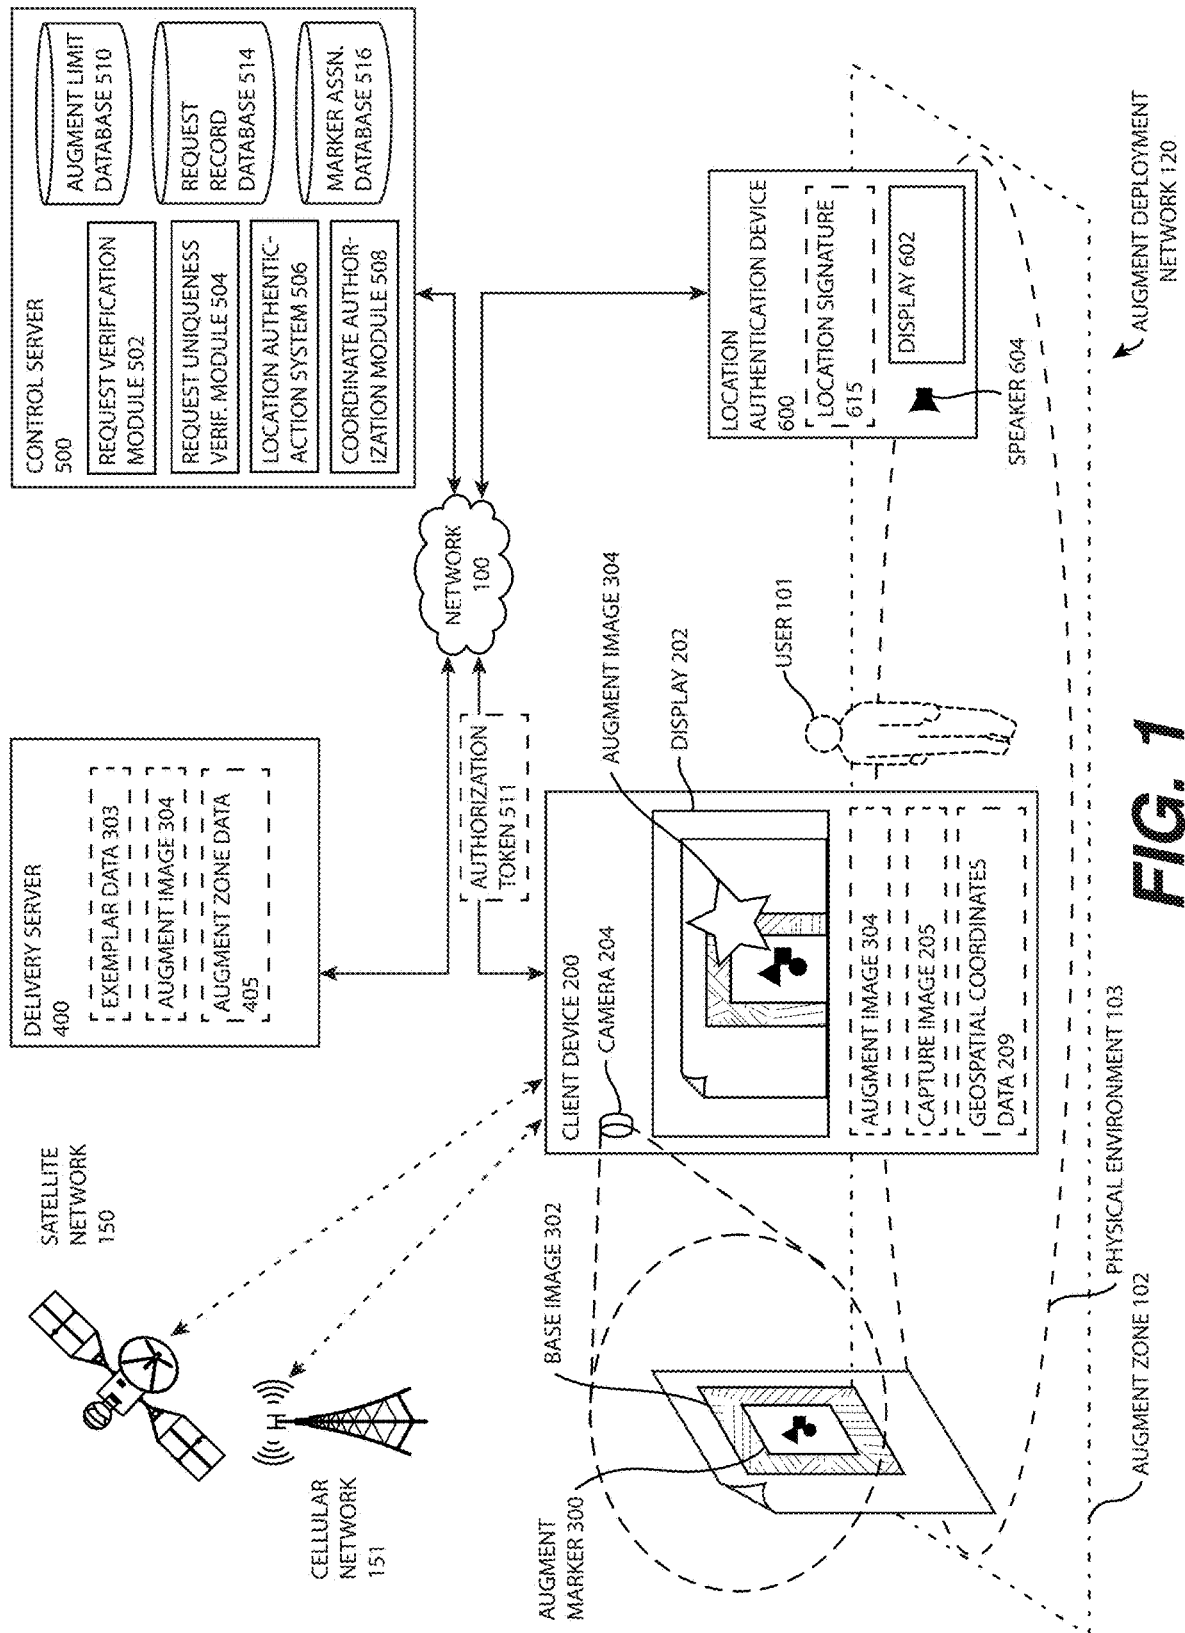 SATELLITE
NETWORK
150
CELLULAR
NETWORK
151
DELIVERY SERVER
400
EXEMPLAR DATA 303
AUGMENT IMAGE 304
AUGMENT ZONE DATA
405
CONTROL SERVER
500
REQUEST VERIFICATION
MODULE 502
REQUEST UNIQUENESS
VERIF. MODULE 504
LOCATION AUTHENTIC-
ACTION SYSTEM 506
COORDINATE AUTHOR-
IZATION MODULE 508
AUGMENT LIMIT
DATABASE 510
REQUEST
RECORD
DATABASE 514
MARKER ASSN.
DATABASE 516
NETWORK
100
AUTHORIZATION
TOKEN 511
CLIENT DEVICE 200
CAMERA 204
AUGMENT IMAGE 304
DISPLAY 202
AUGMENT IMAGE 304
CAPTURE IMAGE 205
GEOSPATIAL COORDINATES
DATA 209
USER 101
LOCATION
AUTHENTICATION DEVICE
600
LOCATION SIGNATURE
615
DISPLAY 602
SPEAKER 604
AUGMENT
MARKER 300
BASE IMAGE 302
PHYSICAL ENVIRONMENT 103
AUGMENT ZONE 102
AUGMENT DEPLOYMENT
NETWORK 120
FIG. 1